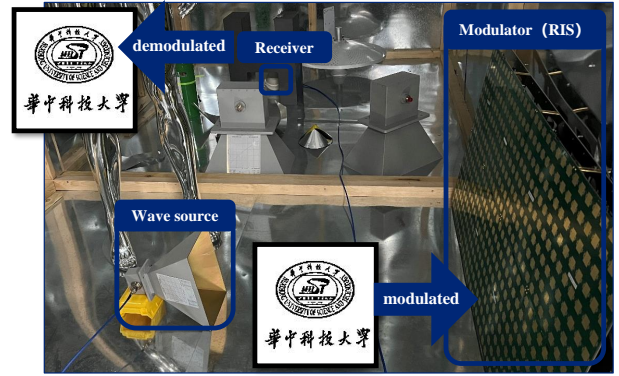 demodulated
Receiver
Modulator（RIS）
華中科技大學
Wave source
modulated
華中科技大學